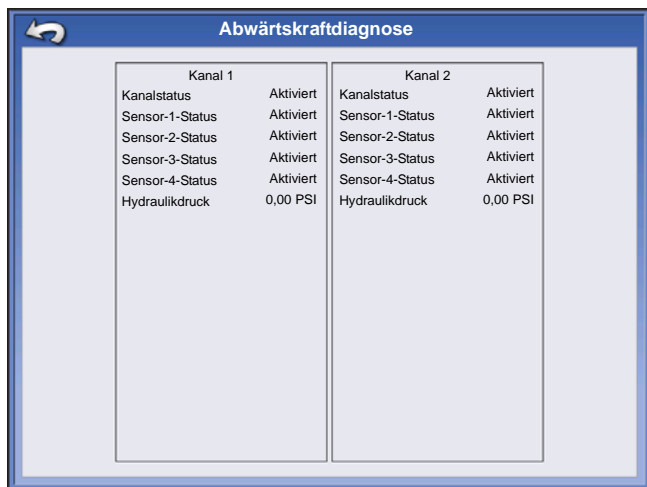 Abwärtskraftdiagnose
Kanal 1
Kanalstatus Aktiviert
Sensor-1-Status Aktiviert
Sensor-2-Status Aktiviert
Sensor-3-Status Aktiviert
Sensor-4-Status Aktiviert
Hydraulikdruck 0,00 PSI
Kanal 2
Kanalstatus Aktiviert
Sensor-1-Status Aktiviert
Sensor-2-Status Aktiviert
Sensor-3-Status Aktiviert
Sensor-4-Status Aktiviert
Hydraulikdruck 0,00 PSI